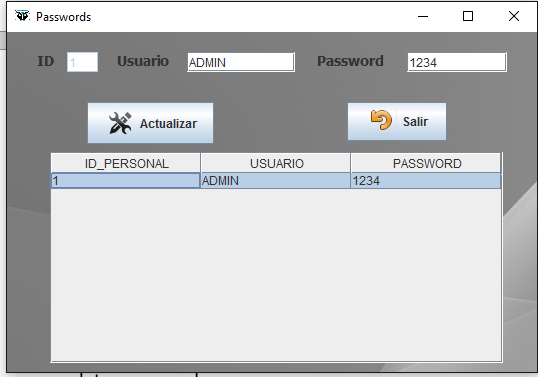 Passwords
ID 1 Usuario ADMIN Password 1234
Actualizar Salir
ID_PERSONAL USUARIO PASSWORD
1 ADMIN 1234